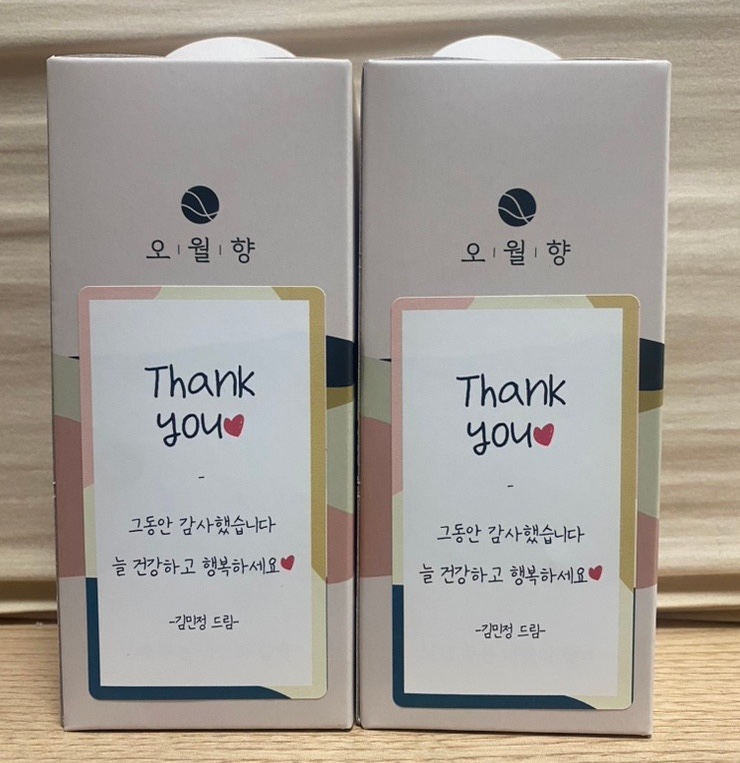 오 | 월 | 향
Thank
you
-
그동안 감사했습니다
늘 건강하고 행복하세요
-김민정 드림-
오 | 월 | 향
Thank
you
-
그동안 감사했습니다
늘 건강하고 행복하세요
-김민정 드림-